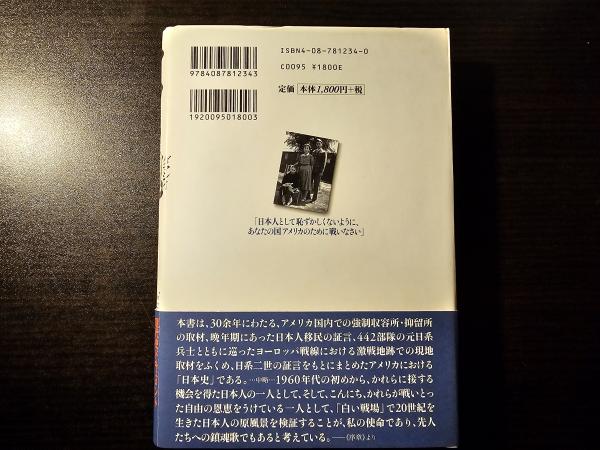 ISBN4-08-781234-0
C0095 ¥1800E
9784087812343
定価 本体1,800円+税
1920095018003
「日本人として恥ずかしくないように、
あなたの国アメリカのために戦いなさい」
本書は、30余年にわたる、アメリカ国内での強制収容所・抑留所
の取材、晩年期にあった日本人移民の証言、442部隊の元日系
兵士とともに巡ったヨーロッパ戦線における激戦地跡での現地
取材をふくめ、日系二世の証言をもとにまとめたアメリカにおける
「日本史」である。…中略…1960年代の初めから、かれらに接する
機会を得た日本人の一人として、そして、こんにち、かれらが戦いとっ
た自由の恩恵をうけている一人として、「白い戦場」で20世紀を
生きた日本人の原風景を検証することが、私の使命であり、先人
たちへの鎮魂歌でもあると考えている。――《序章》より